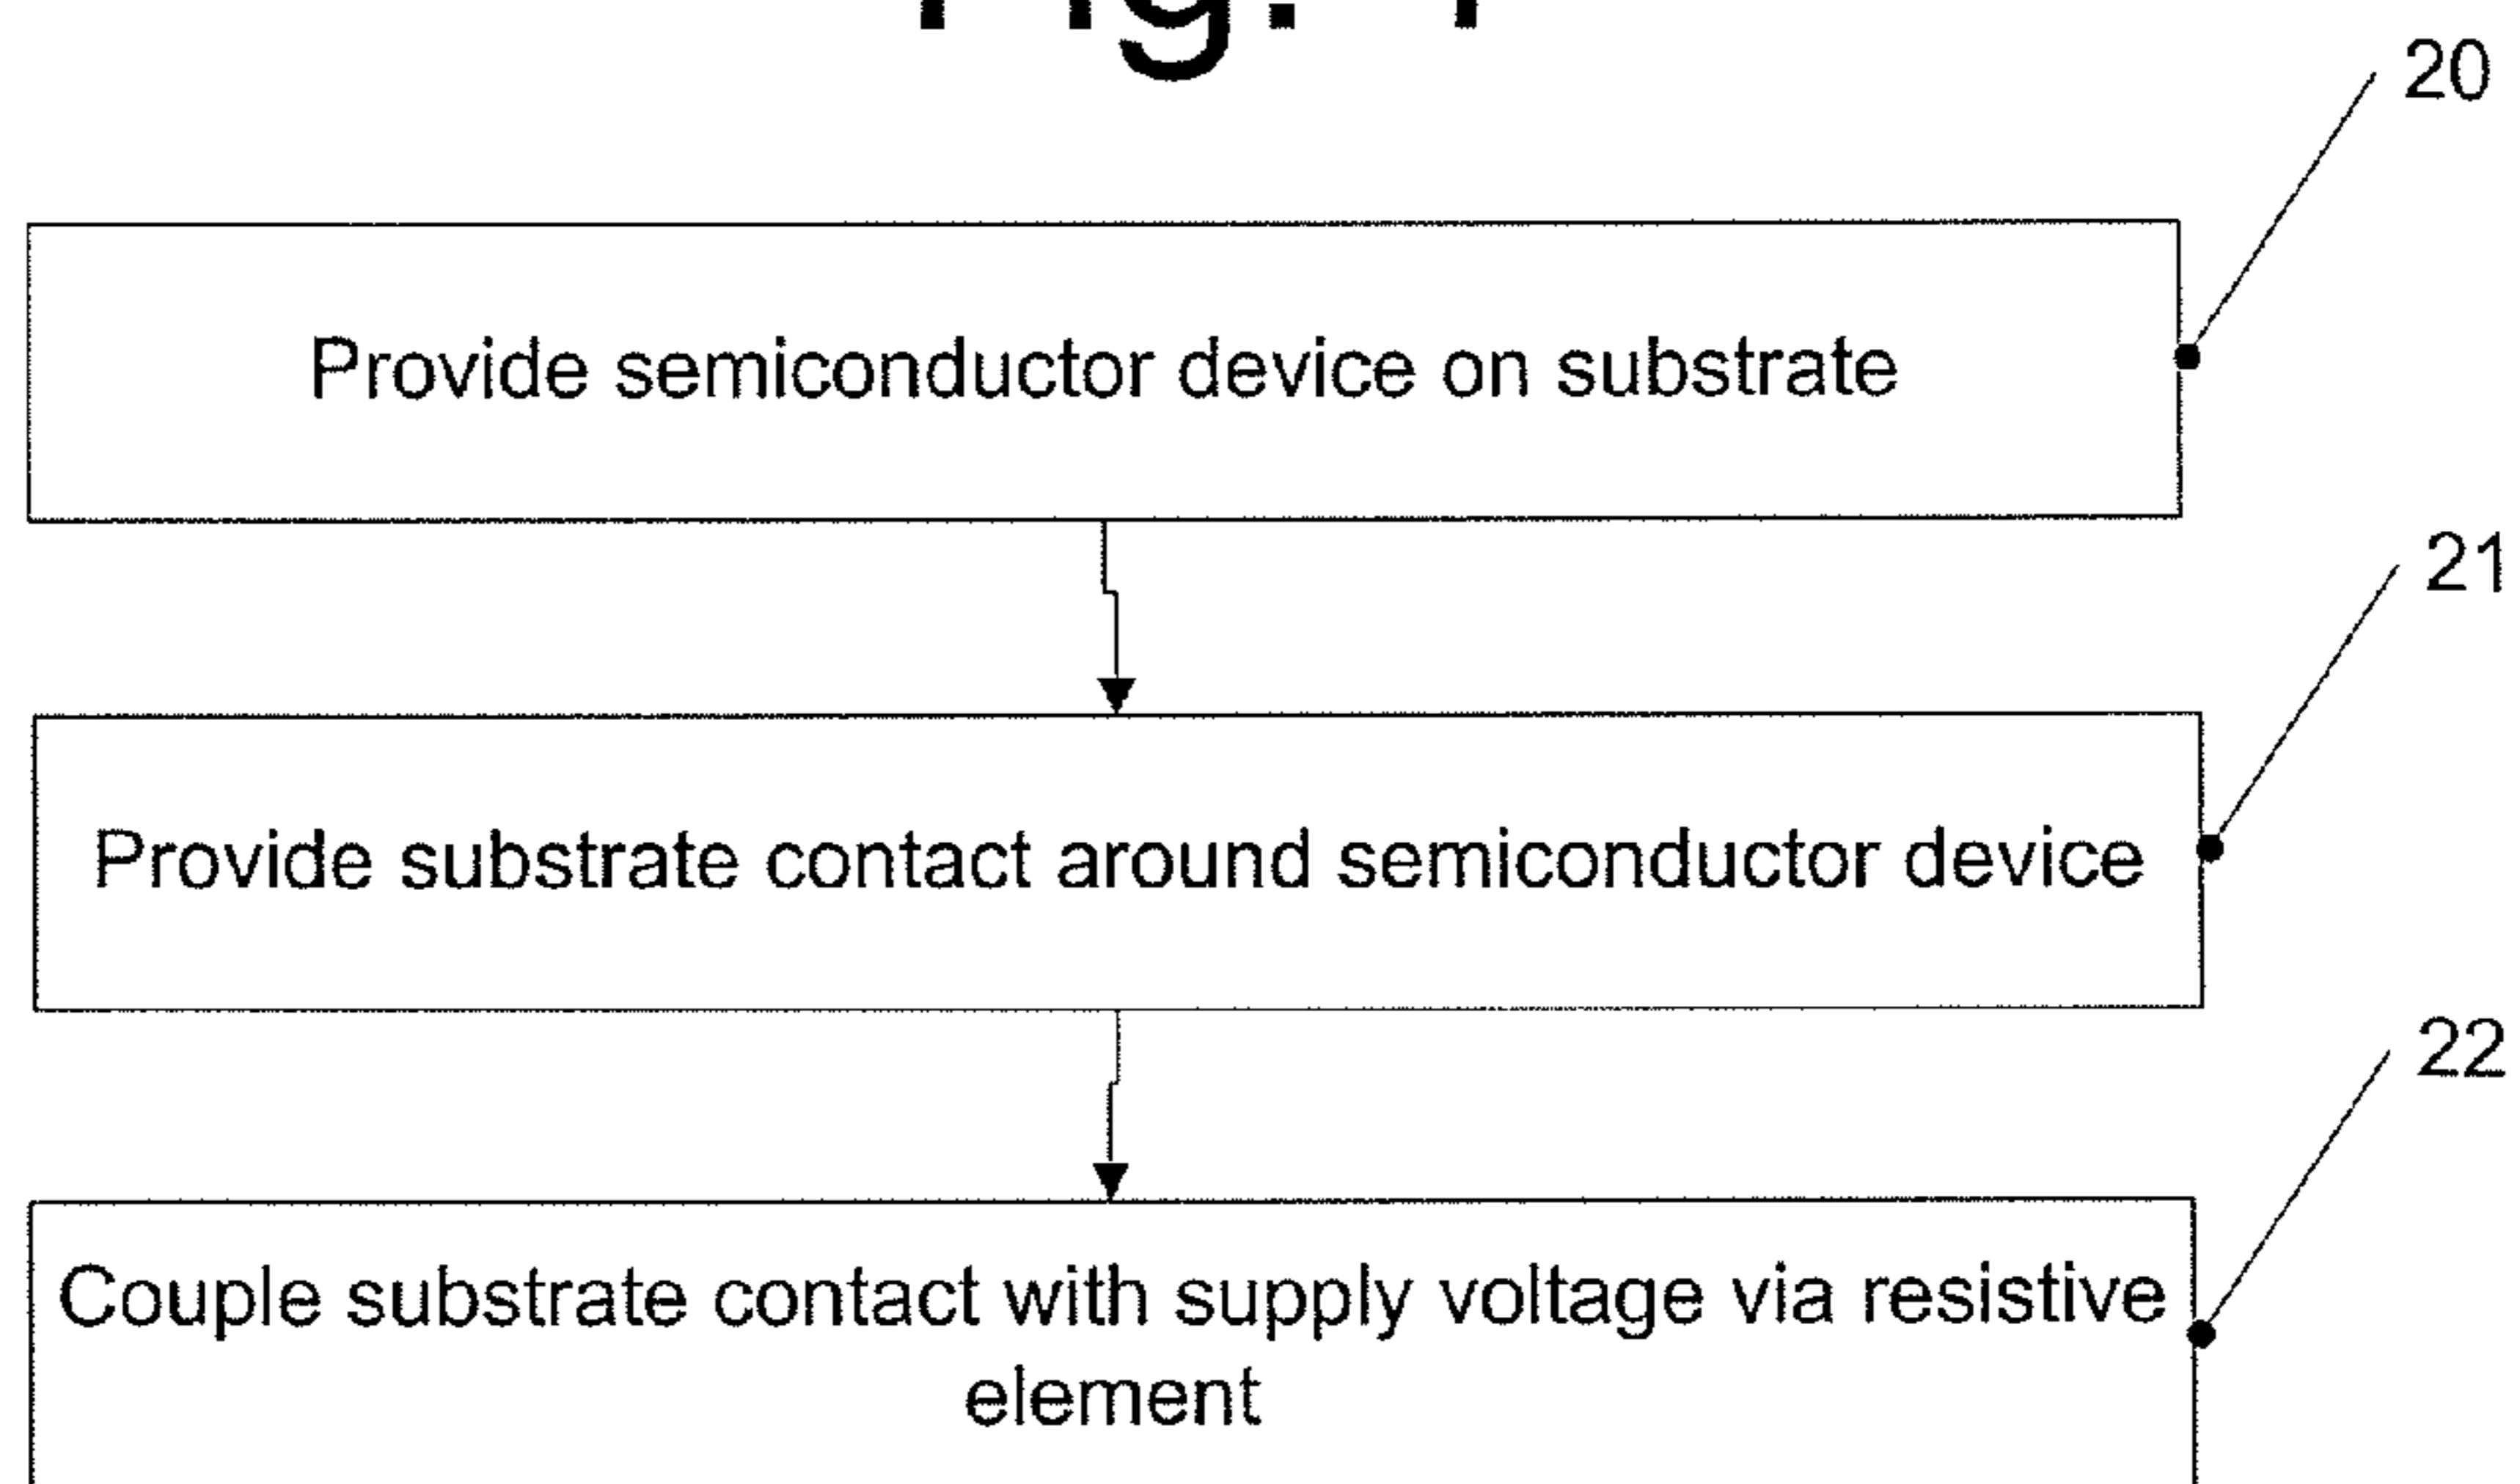 20
Provide semiconductor device on substrate
21
Provide substrate contact around semiconductor device
22
Couple substrate contact with supply voltage via resistive
element